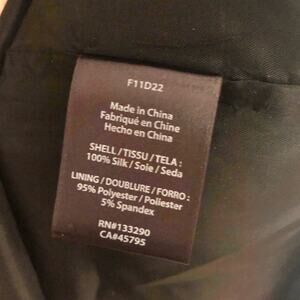 F11D22
Made in China
Fabriqué en Chine
Hecho en China
SHELL / TISSU / TELA :
100% Silk / Soie / Seda
LINING / DOUBLURE / FORRO :
95% Polyester / Poliester
5% Spandex
RN#133290
CA#45795